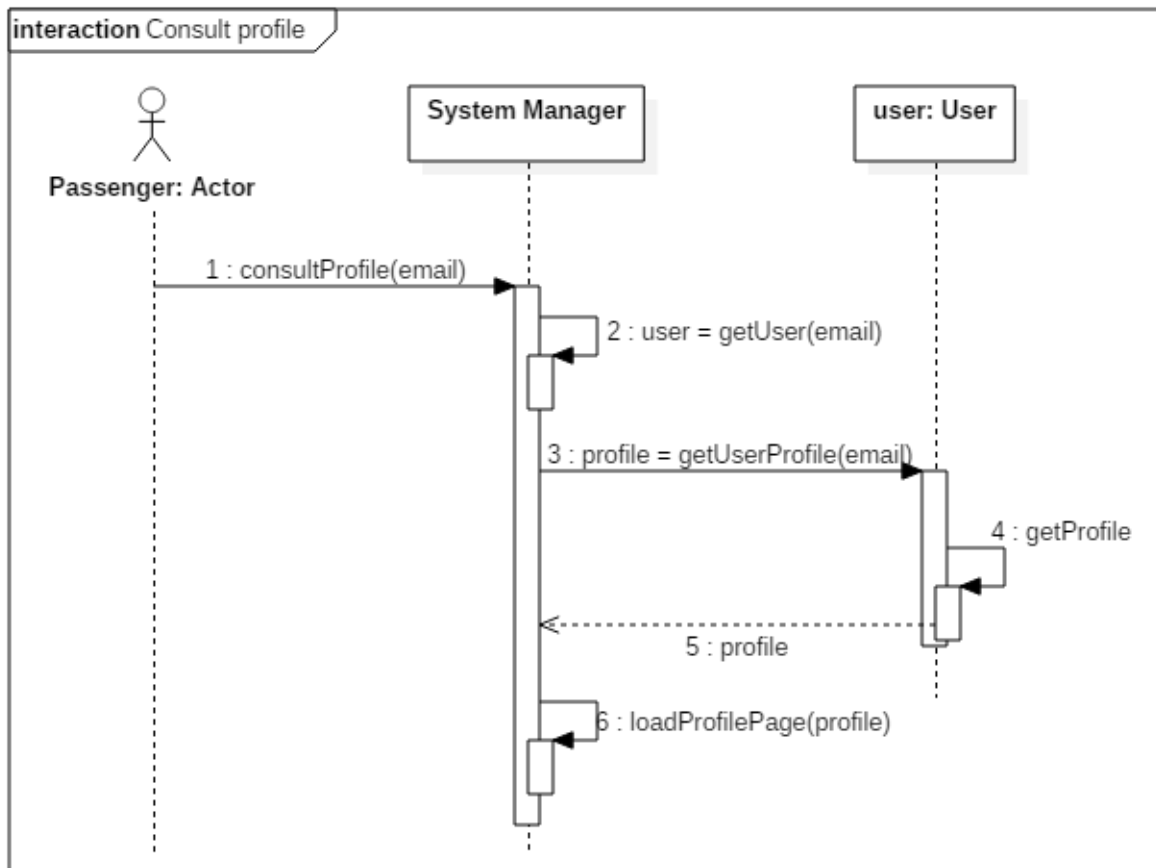 interaction Consult profile
System Manager
user: User
Passenger: Actor
1 : consultProfile(email)
2 : user = getUser(email)
3 : profile = getUserProfile(email)
4 : getProfile
5 : profile
6 : loadProfilePage(profile)